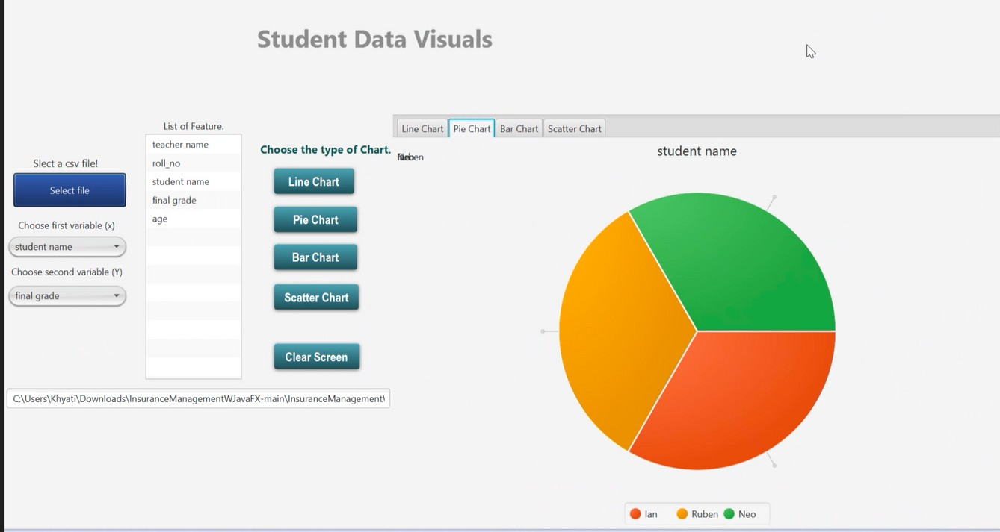 Student Data Visuals
List of Feature.
teacher name
roll_no
student name
final grade
age
Slect a csv file!
Select file
Choose first variable (x)
student name
Choose second variable (Y)
final grade
Choose the type of Chart.
Line Chart
Pie Chart
Bar Chart
Scatter Chart
Clear Screen
C:\Users\Khyati\Downloads\InsuranceManagementWJavaFX-main\InsuranceManagement\
Line Chart Pie Chart Bar Chart Scatter Chart
student name
Ian Ruben Neo